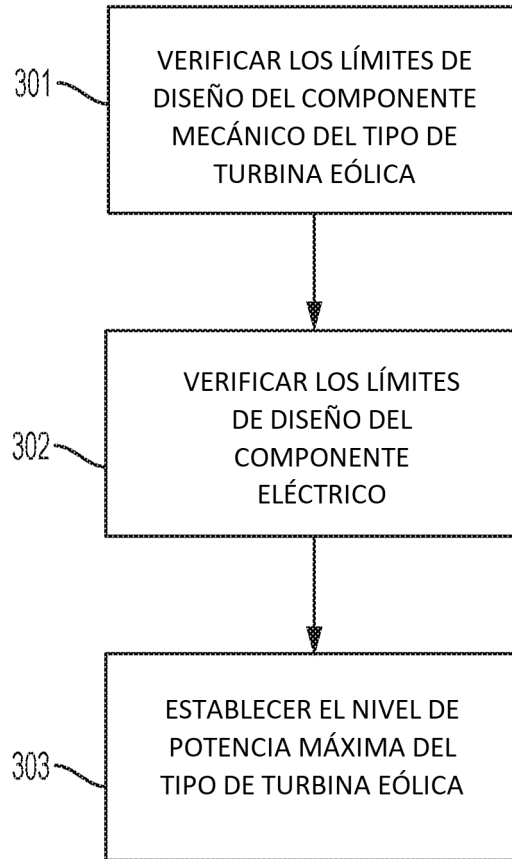 301
VERIFICAR LOS LÍMITES DE
DISEÑO DEL COMPONENTE
MECÁNICO DEL TIPO DE
TURBINA EÓLICA
302
VERIFICAR LOS LÍMITES
DE DISEÑO DEL
COMPONENTE
ELÉCTRICO
303
ESTABLECER EL NIVEL DE
POTENCIA MÁXIMA DEL
TIPO DE TURBINA EÓLICA